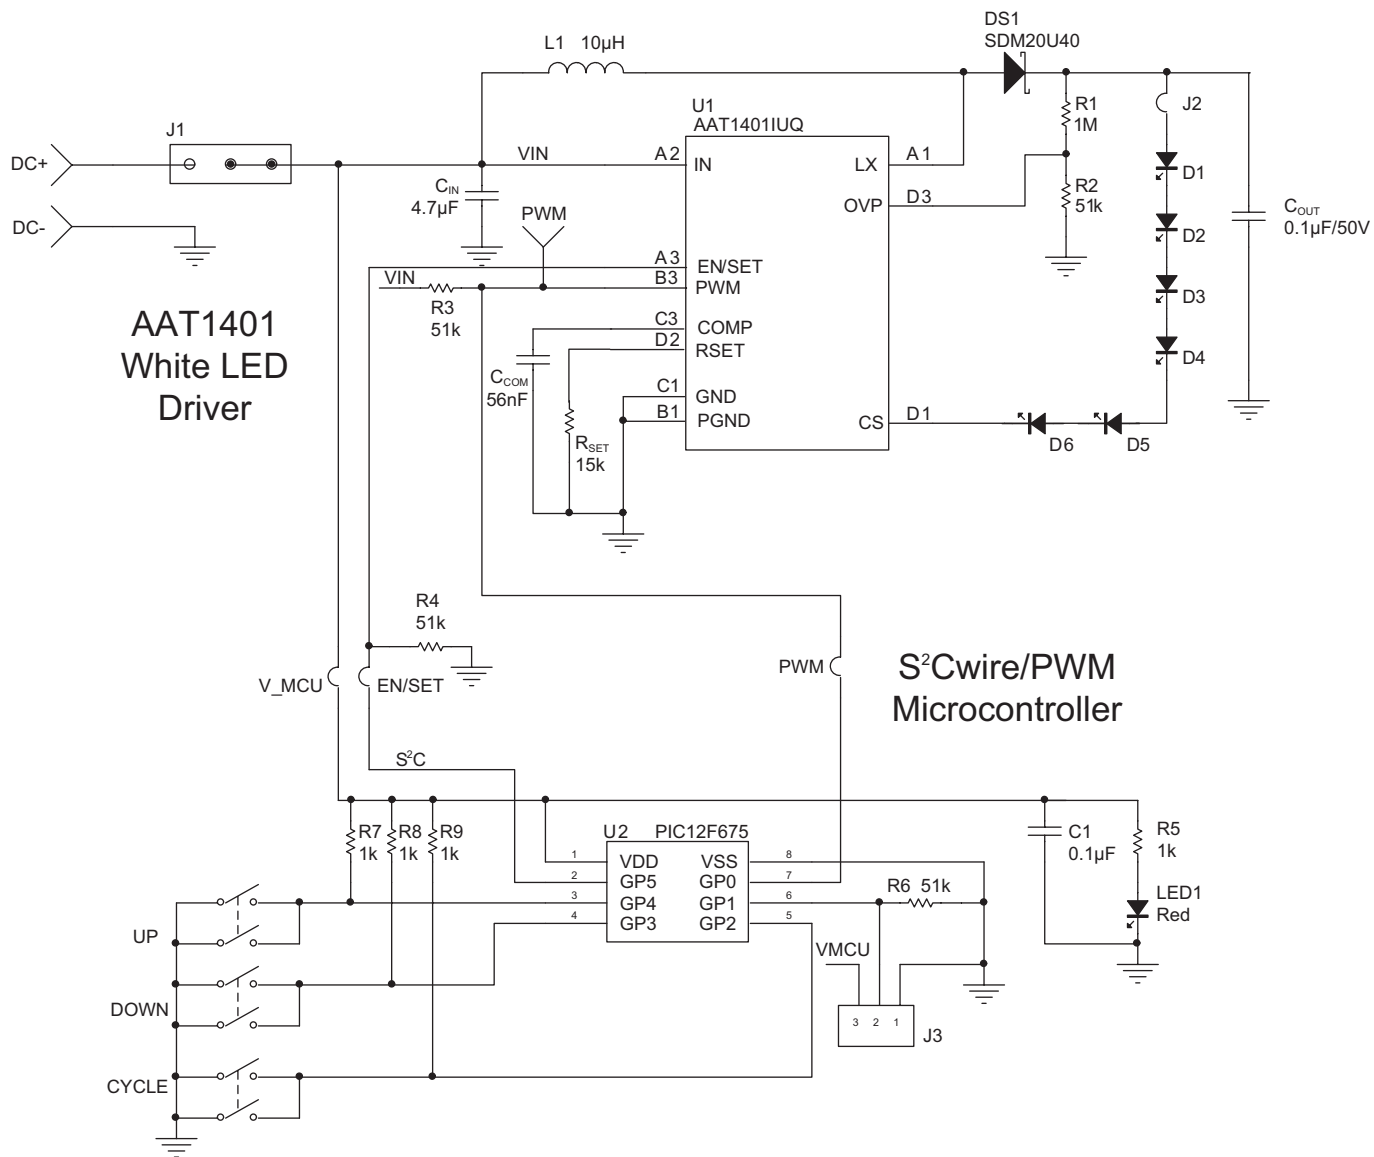 DS1
SDM20U40
L1 10µH
U1
AAT1401IUQ
J1
DC+
DC-
VIN
C_IN
4.7µF
PWM
A2
IN
LX
A1
OVP
D3
A3
EN/SET
B3
PWM
VIN
R3
51k
C3
COMP
D2
RSET
C_COM
56nF
C1
GND
B1
PGND
R_SET
15k
CS
D1
R1
1M
R2
51k
J2
D1
D2
D3
D4
D5
D6
C_OUT
0.1µF/50V
AAT1401
White LED
Driver
R4
51k
V_MCU
EN/SET
PWM
S²Cwire/PWM
Microcontroller
S²C
R7
1k
R8
1k
R9
1k
U2 PIC12F675
1 VDD VSS 8
2 GP5 GP0 7
3 GP4 GP1 6
4 GP3 GP2 5
R6 51k
C1
0.1µF
R5
1k
LED1
Red
UP
DOWN
CYCLE
VMCU
3 2 1
J3